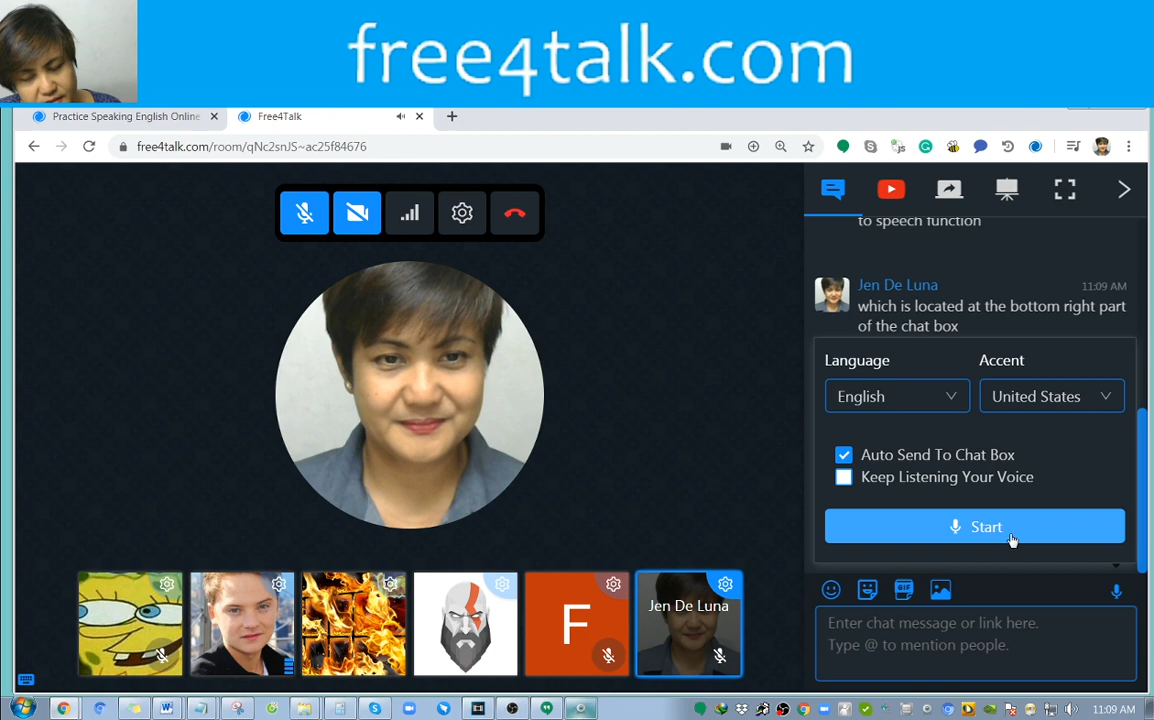 free4talk.com
Practice Speaking English Online
Free4Talk
free4talk.com/room/qNc2snJS~ac25f84676
to speech function
Jen De Luna 11:09 AM
which is located at the bottom right part
of the chat box
Language Accent
English United States
Auto Send To Chat Box
Keep Listening Your Voice
Start
F
Jen De Luna
GIF
Enter chat message or link here.
Type @ to mention people.
11:09 AM